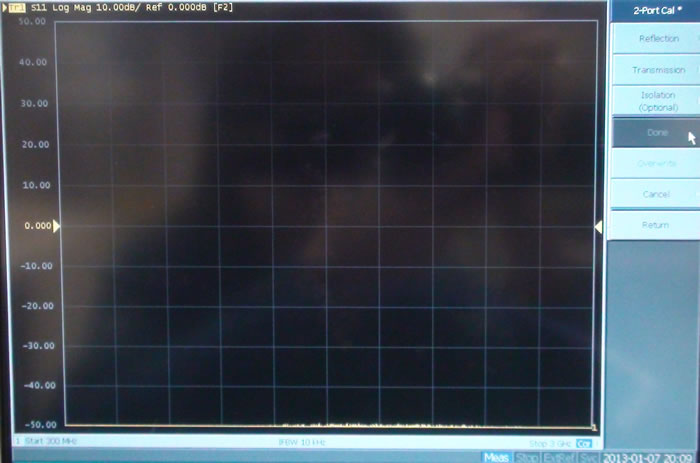 Tr1 S11 Log Mag 10.00dB/ Ref 0.000dB [F2]
50.00
40.00
30.00
20.00
10.00
0.000
-10.00
-20.00
-30.00
-40.00
-50.00
1
1 Start 300 MHz IFBW 10 kHz Stop 3 GHz Cor
2-Port Cal
Reflection
Transmission
Isolation
(Optional)
Done
Overwrite
Cancel
Return
Meas Stop ExtRef Svc 2013-01-07 20:09